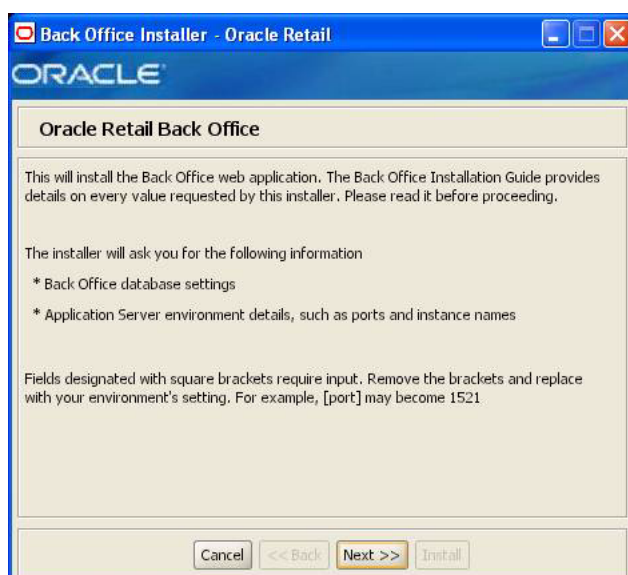 Back Office Installer - Oracle Retail
ORACLE
Oracle Retail Back Office
This will install the Back Office web application. The Back Office Installation Guide provides
details on every value requested by this installer. Please read it before proceeding.
The installer will ask you for the following information
* Back Office database settings
* Application Server environment details, such as ports and instance names
Fields designated with square brackets require input. Remove the brackets and replace
with your environment's setting. For example, [port] may become 1521
Cancel << Back Next >> Install